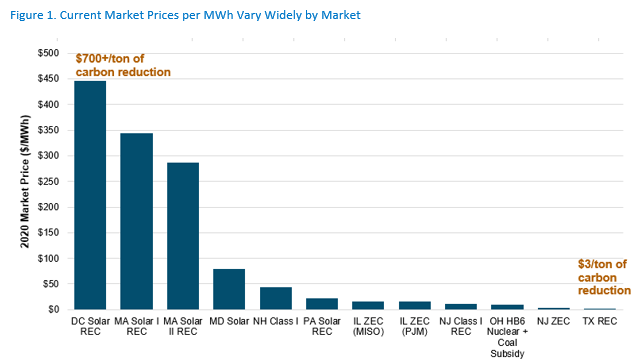 Figure 1. Current Market Prices per MWh Vary Widely by Market
$700+/ton of
carbon reduction
2020 Market Price ($/MWh)
$500
$450
$400
$350
$300
$250
$200
$150
$100
$50
$0
$3/ton of
carbon
reduction
DC Solar
REC
MA Solar I
REC
MA Solar
II REC
MD Solar
NH Class I
PA Solar
REC
IL ZEC
(MISO)
IL ZEC
(PJM)
NJ Class I
REC
OH HB6
Nuclear +
Coal
Subsidy
NJ ZEC
TX REC